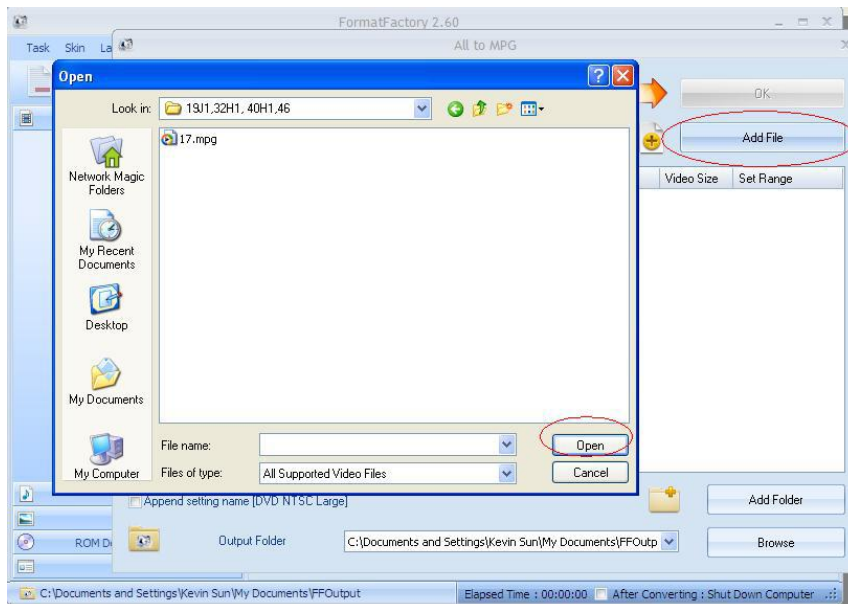 FormatFactory 2.60
Task Skin La
All to MPG
Open
Look in: 19J1,32H1, 40H1,46
OK
Add File
17.mpg
Video Size Set Range
Network Magic
Folders
My Recent
Documents
Desktop
My Documents
My Computer
File name:
Open
Files of type: All Supported Video Files
Cancel
Append setting name [DVD NTSC Large]
Add Folder
ROM D
Output Folder C:\Documents and Settings\Kevin Sun\My Documents\FFOutp
Browse
C:\Documents and Settings\Kevin Sun\My Documents\FFOutput Elapsed Time : 00:00:00 After Converting : Shut Down Computer